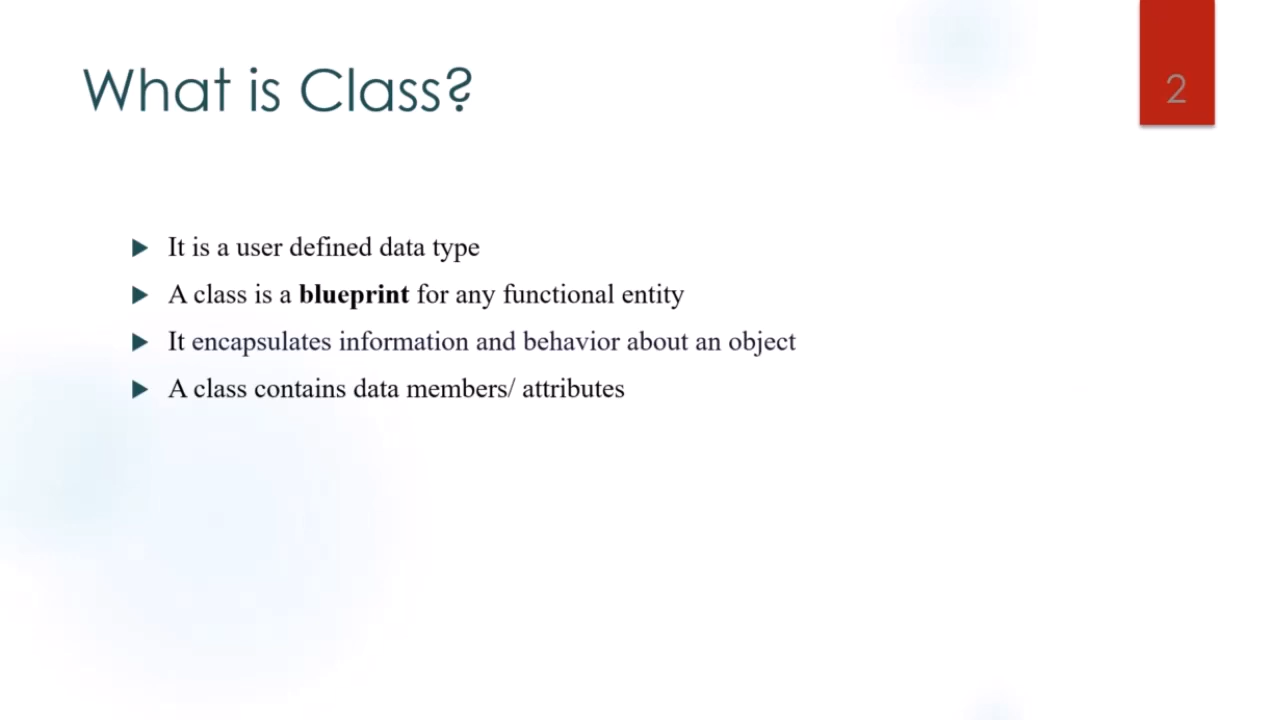 What is Class?
2
It is a user defined data type
A class is a blueprint for any functional entity
It encapsulates information and behavior about an object
A class contains data members/ attributes